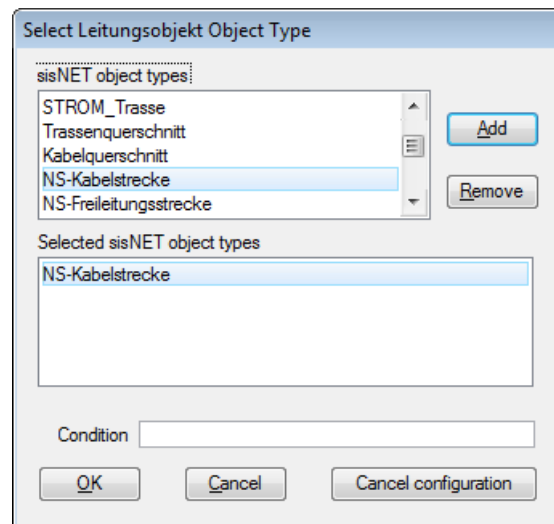 Select Leitungsobjekt Object Type
sisNET object types
STROM_Trasse
Trassenquerschnitt
Kabelquerschnitt
NS-Kabelstrecke
NS-Freileitungsstrecke
Add
Remove
Selected sisNET object types
NS-Kabelstrecke
Condition
OK Cancel Cancel configuration